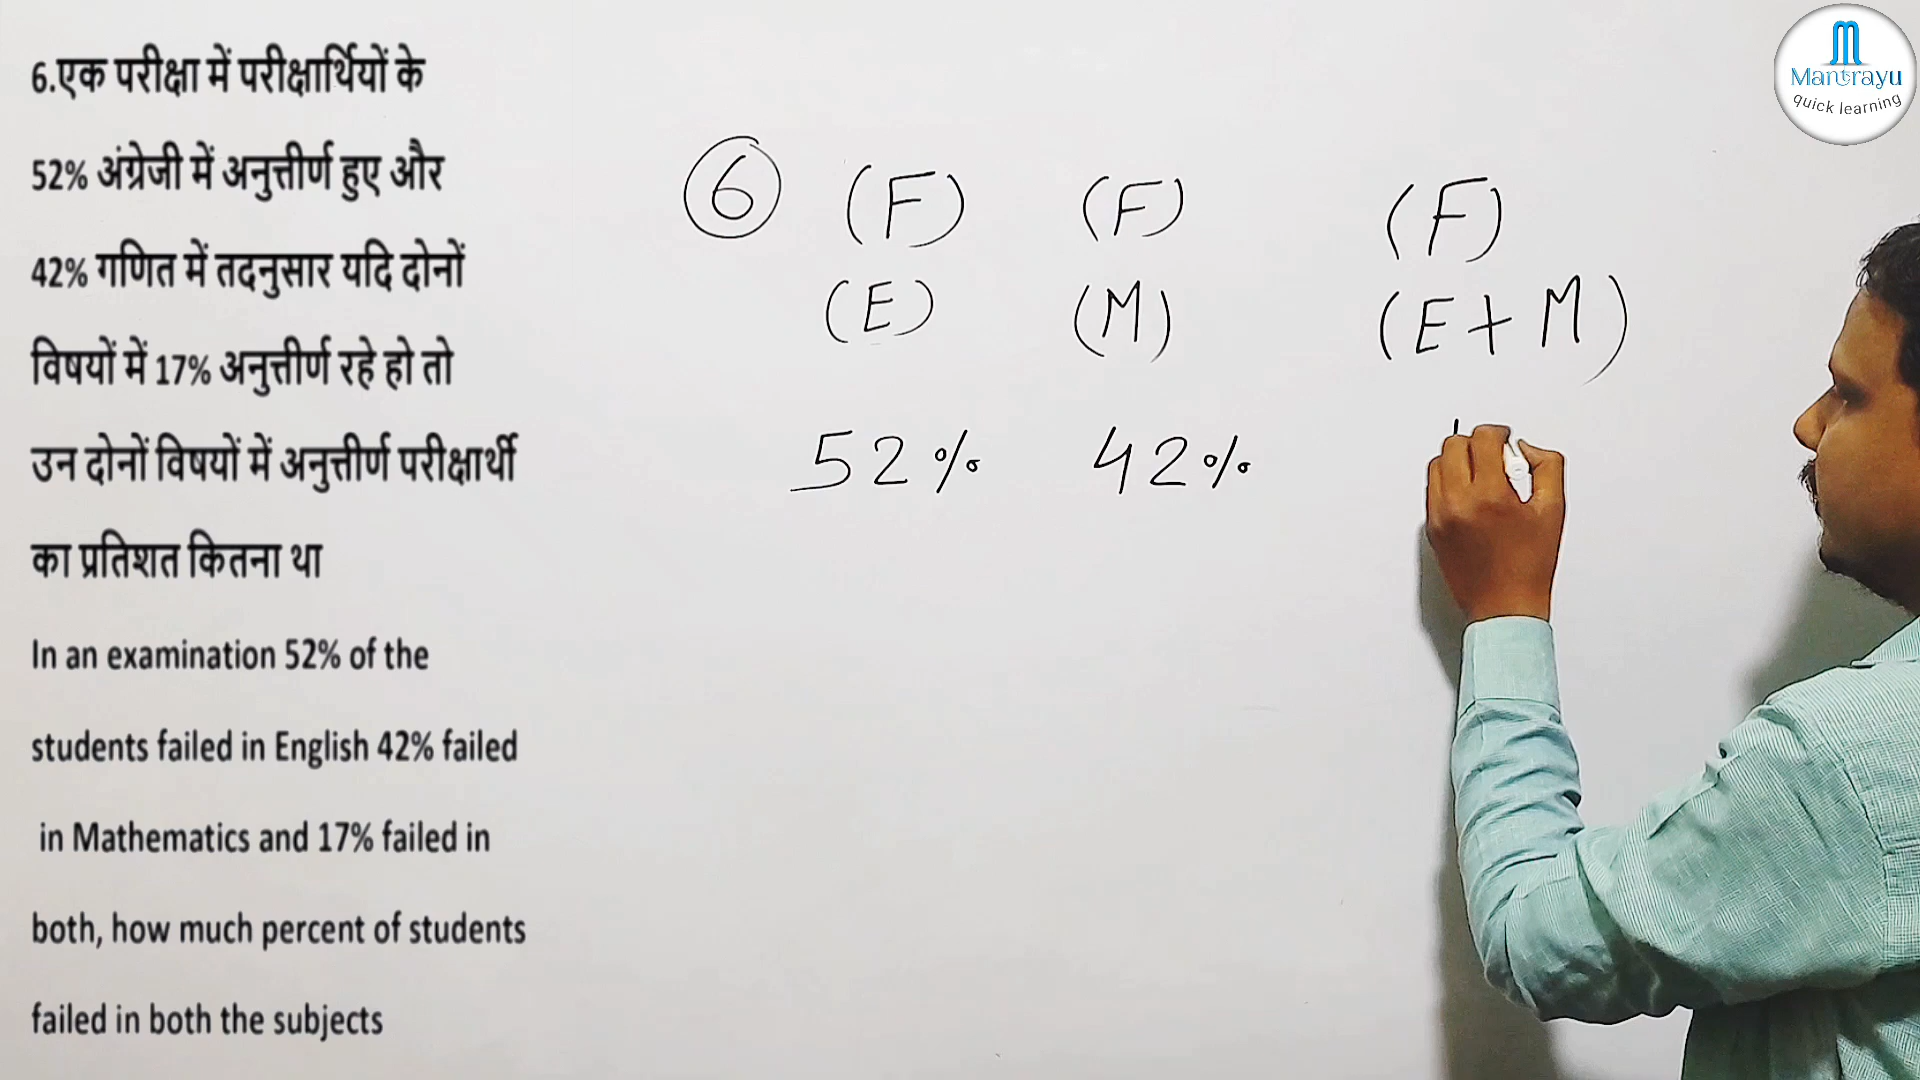 6.एक परीक्षा में परीक्षार्थियों के
52% अंग्रेजी में अनुत्तीर्ण हुए और
42% गणित में तदनुसार यदि दोनों
विषयों में 17% अनुत्तीर्ण रहे हो तो
उन दोनों विषयों में अनुत्तीर्ण परीक्षार्थी
का प्रतिशत कितना था
In an examination 52% of the
students failed in English 42% failed
in Mathematics and 17% failed in
both, how much percent of students
failed in both the subjects
6 (F) (F) (F)
(E) (M) (E + M)
52% 42%
Mantrayu
quick learning